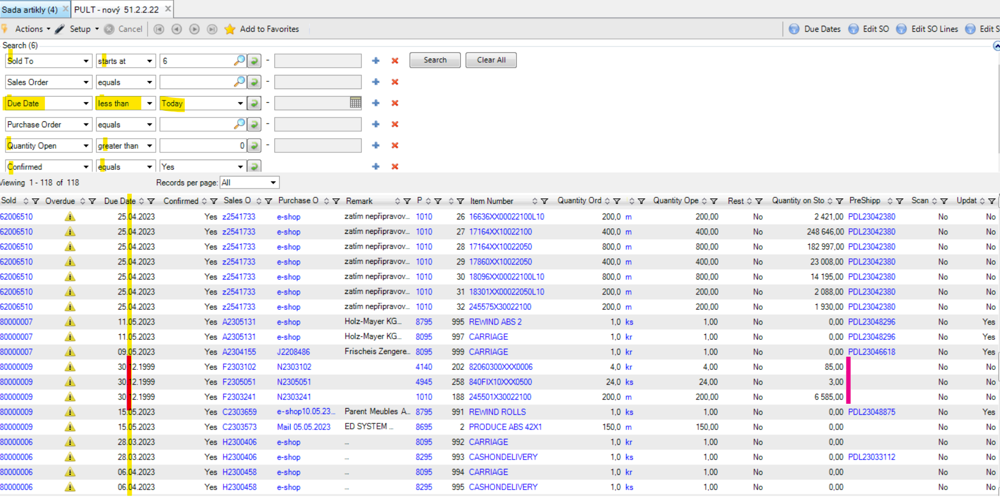 Sada artikly (4) PULT - nový 51.2.2.22
Actions Setup Cancel Add to Favorites Due Dates Edit SO Edit SO Lines Edit S
Search (6)
Sold To starts at 6 - Search Clear All
Sales Order equals -
Due Date less than Today -
Purchase Order equals -
Quantity Open greater than 0 -
Confirmed equals Yes
Viewing 1 - 118 of 118 Records per page: All
Sold Overdue Due Date Confirmed Sales O Purchase O Remark P Item Number Quantity Ord Quantity Ope Rest Quantity on Sto PreShipp Scan Updat
62006510 25.04.2023 Yes z2541733 e-shop zatím nepřipravov... 1010 26 16636XX00022100L10 200,0 m 200,00 No 2 421,00 PDL23042380 No No
62006510 25.04.2023 Yes z2541733 e-shop zatím nepřipravov... 1010 27 17164XX10022100 400,0 m 400,00 No 248 646,00 PDL23042380 No No
62006510 25.04.2023 Yes z2541733 e-shop zatím nepřipravov... 1010 28 17164XX10022050 800,0 m 800,00 No 182 997,00 PDL23042380 No No
62006510 25.04.2023 Yes z2541733 e-shop zatím nepřipravov... 1010 29 17860XX10022050 400,0 m 400,00 No 23 008,00 PDL23042380 No No
62006510 25.04.2023 Yes z2541733 e-shop zatím nepřipravov... 1010 30 18096XX00022100L10 800,0 m 800,00 No 14 195,00 PDL23042380 No No
62006510 25.04.2023 Yes z2541733 e-shop zatím nepřipravov... 1010 31 18301XX00022050L10 200,0 m 200,00 No 2 088,00 PDL23042380 No No
62006510 25.04.2023 Yes z2541733 e-shop zatím nepřipravov... 1010 32 245575X30022100 200,0 m 200,00 No 1 930,00 PDL23042380 No No
80000007 11.05.2023 Yes A2305131 e-shop Holz-Mayer KG... 8795 995 REWIND ABS 2 1,0 ks 1,00 No 0,00 PDL23048296 No Yes
80000007 11.05.2023 Yes A2305131 e-shop Holz-Mayer KG... 8095 997 CARRIAGE 1,0 kr 1,00 No 0,00 PDL23048296 No Yes
80000007 09.05.2023 Yes A2304155 J2208486 Frischeis Zengere... 8095 999 CARRIAGE 1,0 kr 1,00 No 0,00 PDL23046618 No Yes
80000009 30.12.1999 Yes F2303102 N2303102 4140 202 82060300XXX0006 4,0 kr 4,00 No 85,00 No No
80000009 30.12.1999 Yes F2305051 N2305051 4945 258 840FIX10XXX0500 24,0 ks 24,00 No 3,00 No No
80000009 30.12.1999 Yes F2303241 N2303241 1010 188 245501X30022100 200,0 m 200,00 No 6 585,00 No No
80000009 15.05.2023 Yes C2303659 e-shop10.05.23... Parent Meubles A... 8795 991 REWIND ROLLS 1,0 ks 1,00 No 0,00 PDL23048875 No Yes
80000009 15.05.2023 Yes C2303573 Mail 05.05.2023 ED SYSTEM ... 8695 2 PRODUCE ABS 42X1 150,0 m 150,00 No 0,00 No No
80000006 28.03.2023 Yes H2300406 e-shop ... 8095 992 CARRIAGE 1,0 kr 1,00 No 0,00 No No
80000006 28.03.2023 Yes H2300406 e-shop ... 8295 993 CASHONDELIVERY 1,0 ks 1,00 No 0,00 PDL23033112 No No
80000006 06.04.2023 Yes H2300458 e-shop ... 8095 994 CARRIAGE 1,0 kr 1,00 No 0,00 No No
80000006 06.04.2023 Yes H2300458 e-shop ... 8295 995 CASHONDELIVERY 1,0 ks 1,00 No 0,00 No No